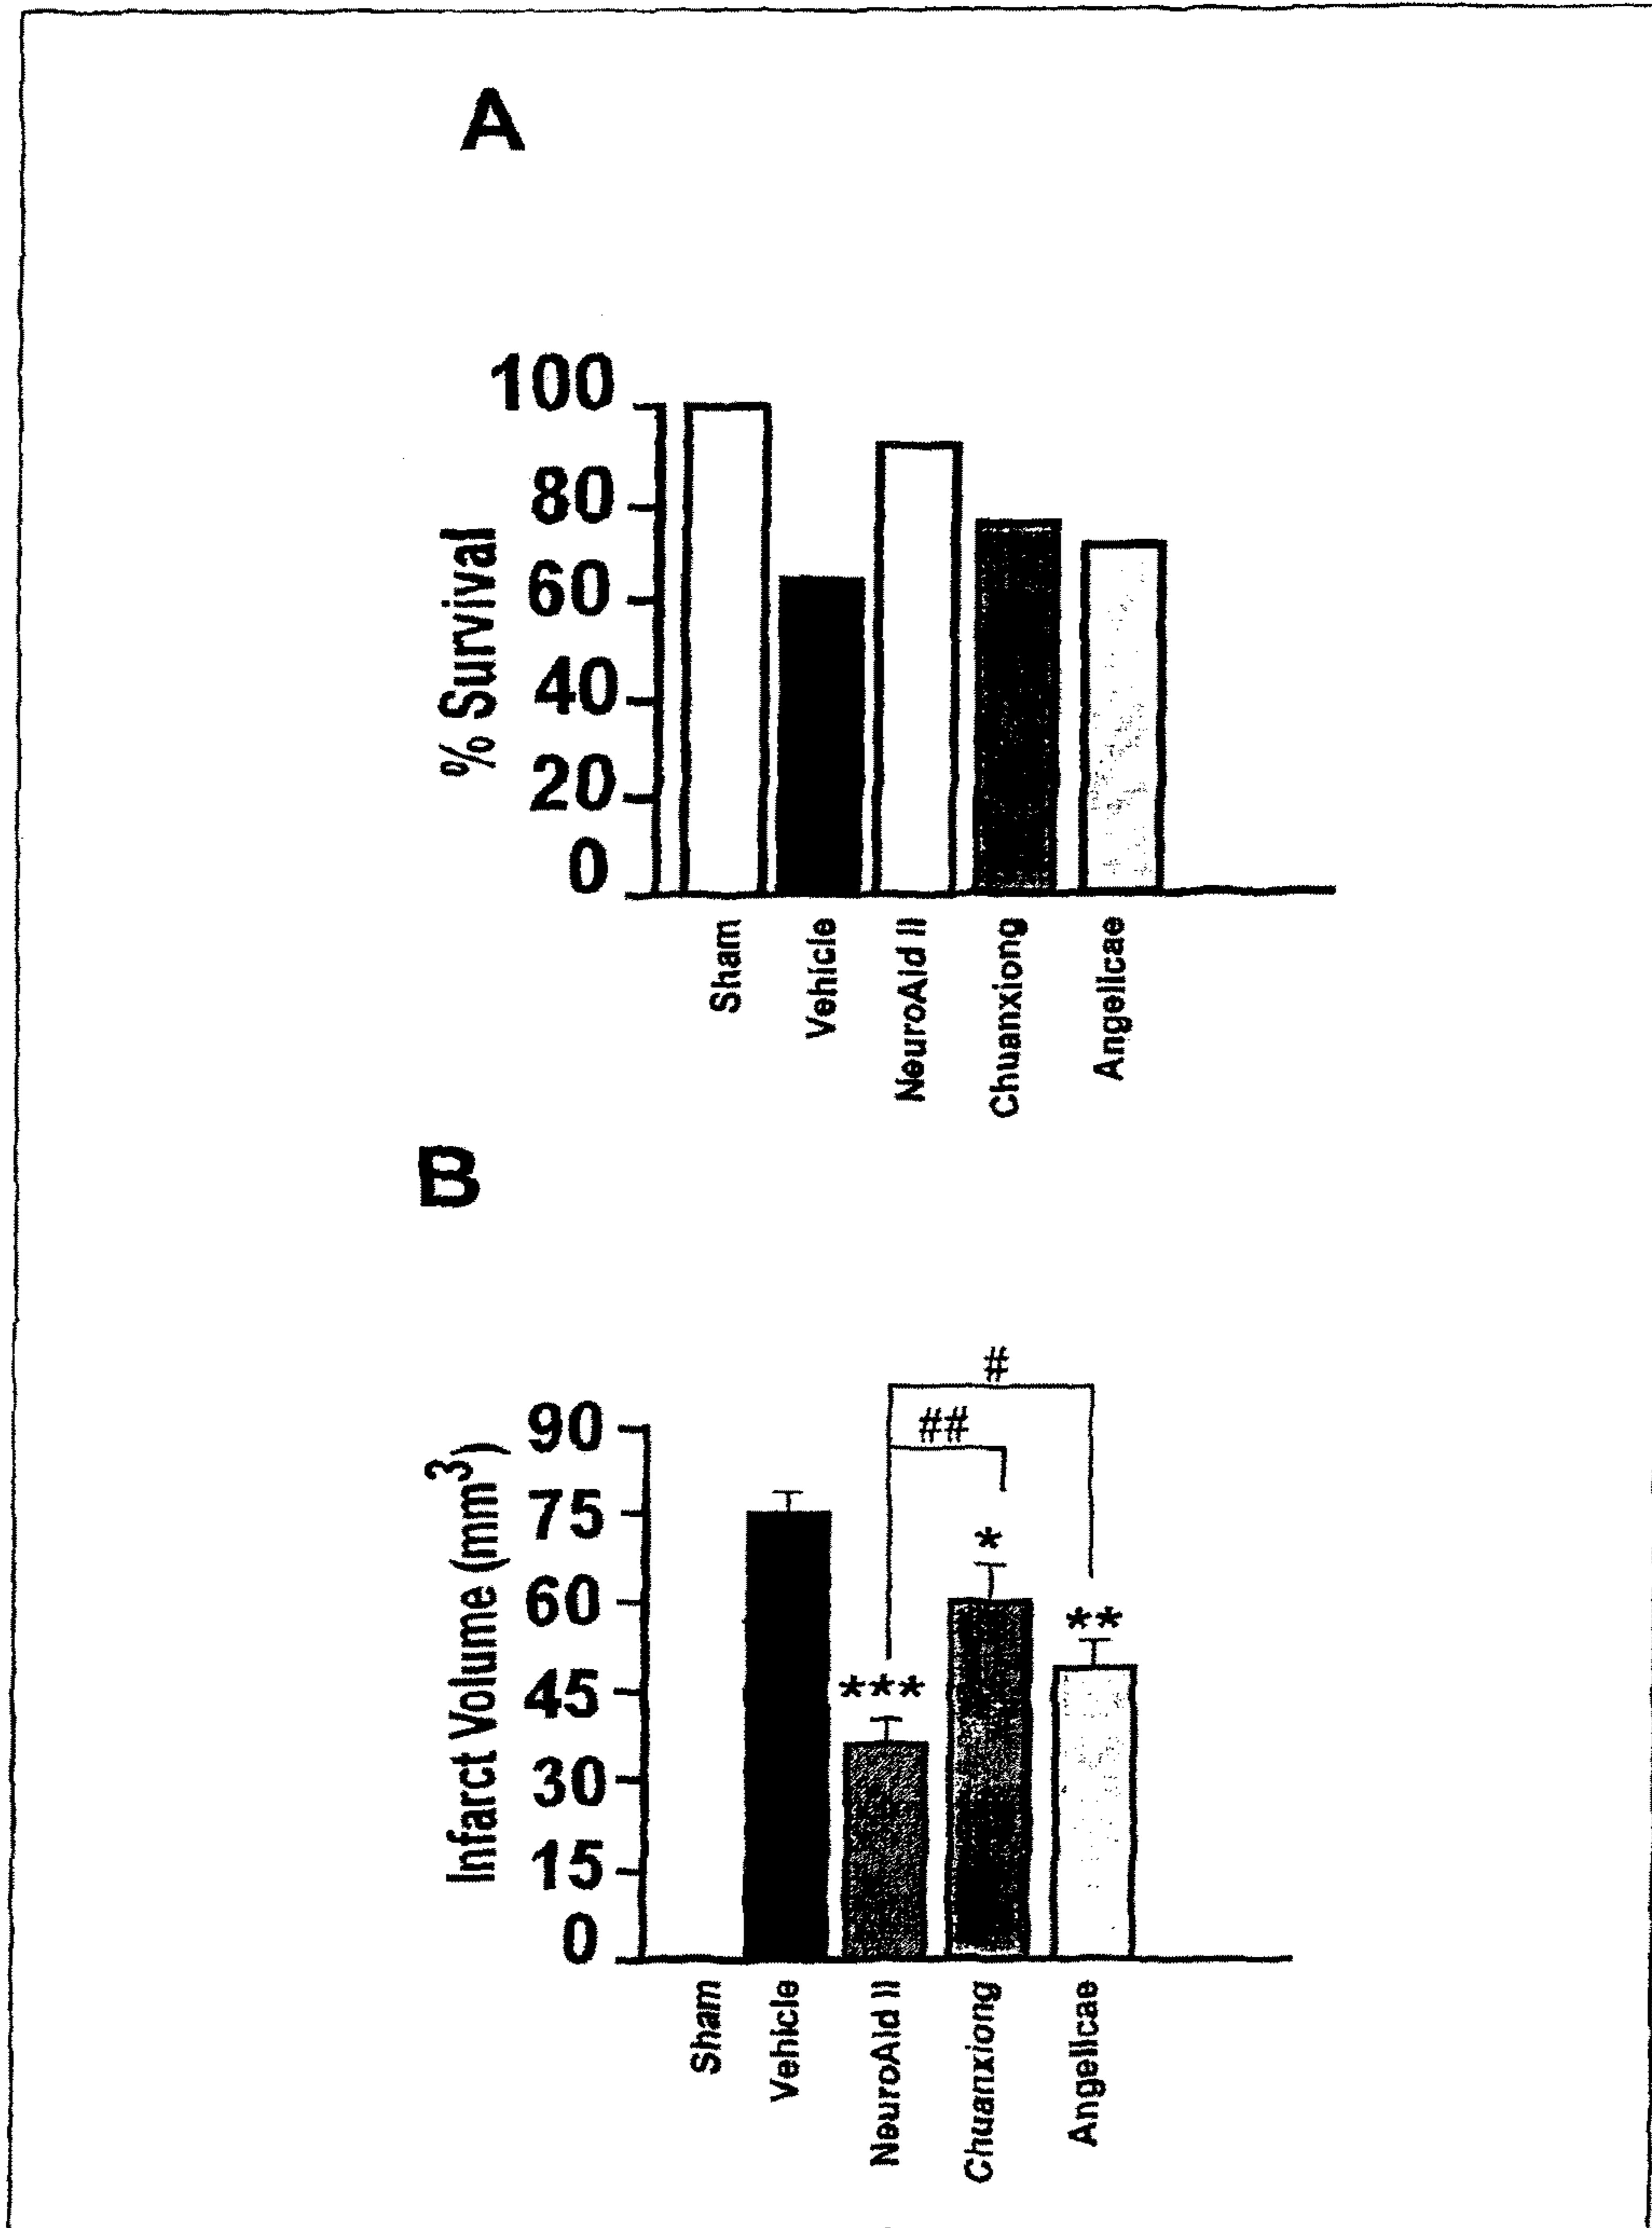 A
100
80
60
40
20
0
% Survival
Sham
Vehicle
NeuroAid II
Chuanxiong
Angelicae
B
#
##
90
75
60
45
30
15
0
Infarct Volume (mm³)
***
*
**
Sham
Vehicle
NeuroAid II
Chuanxiong
Angelicae